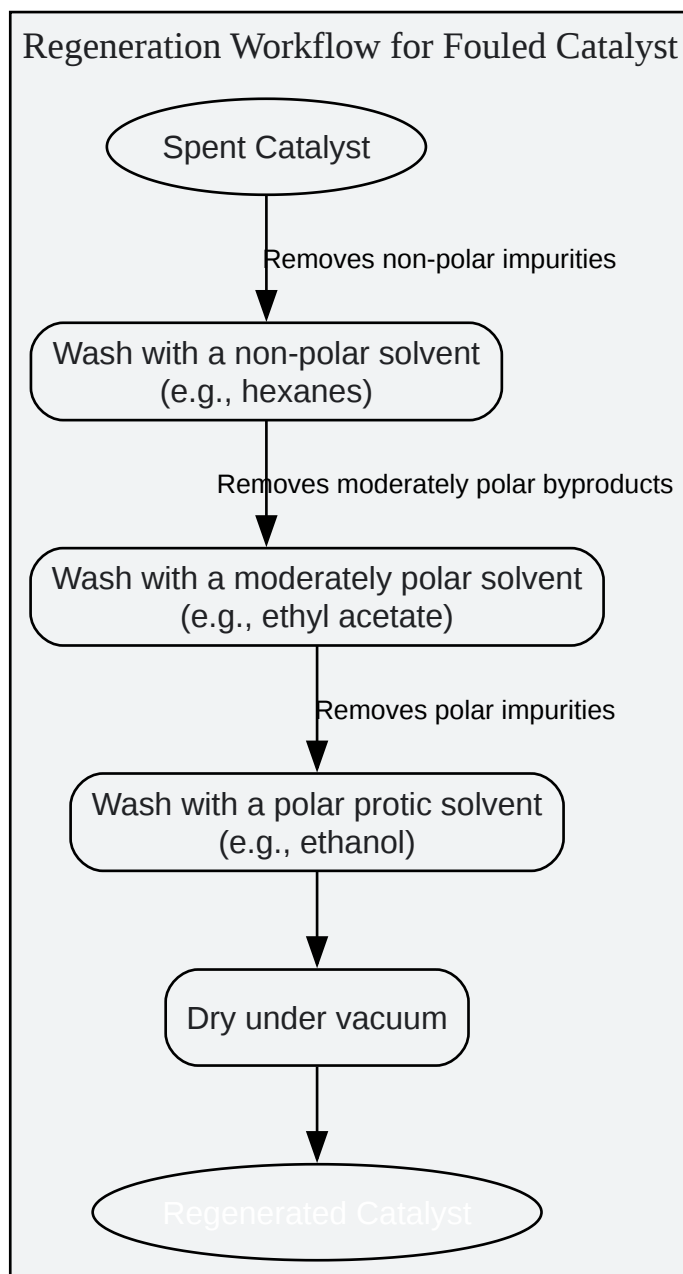 Regeneration Workflow for Fouled Catalyst
Spent Catalyst
Removes non-polar impurities
Wash with a non-polar solvent
(e.g., hexanes)
Removes moderately polar byproducts
Wash with a moderately polar solvent
(e.g., ethyl acetate)
Removes polar impurities
Wash with a polar protic solvent
(e.g., ethanol)
Dry under vacuum
Regenerated Catalyst